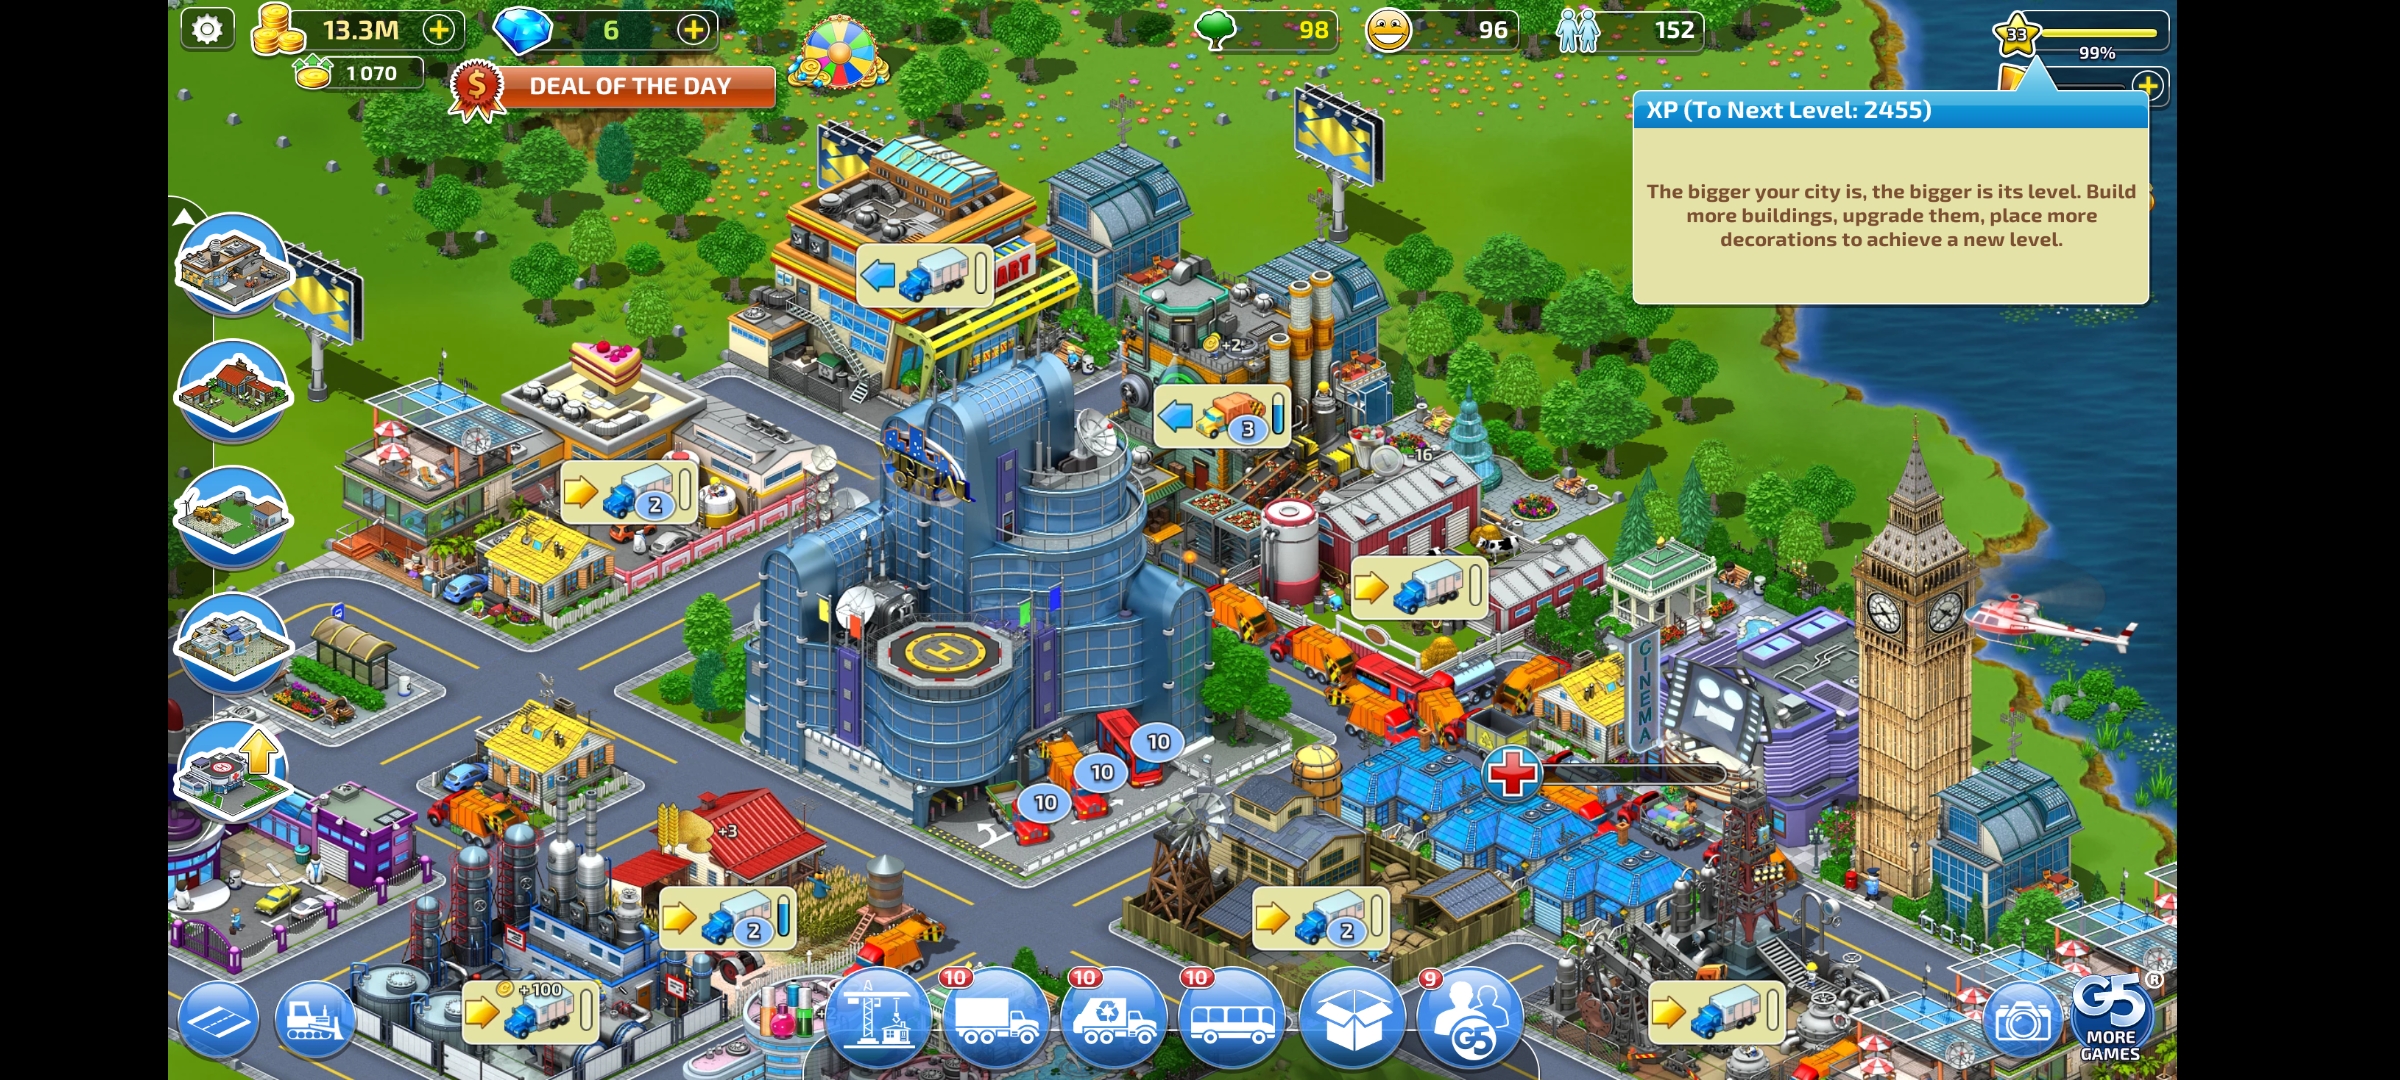 13.3M
6
98
96
152
33
99%
1 070
DEAL OF THE DAY
XP (To Next Level: 2455)
The bigger your city is, the bigger is its level. Build
more buildings, upgrade them, place more
decorations to achieve a new level.
ART
+2
3
-16
2
CINEMA
H
10
10
10
+3
2
2
+100
10
10
10
9
G5
G5
®
MORE
GAMES